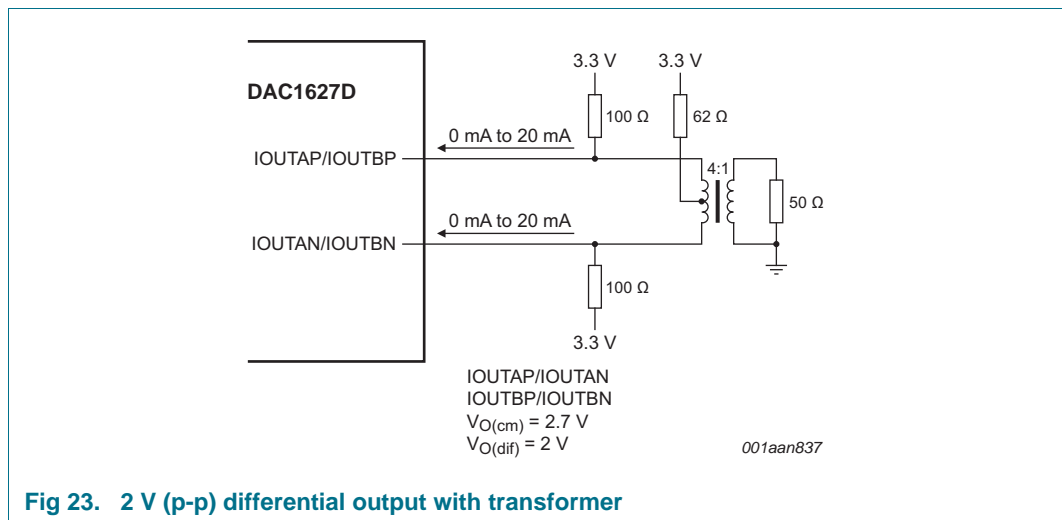 DAC1627D
3.3 V 3.3 V
100 Ω 62 Ω
0 mA to 20 mA
IOUTAP/IOUTBP
4:1
50 Ω
0 mA to 20 mA
IOUTAN/IOUTBN
100 Ω
3.3 V
IOUTAP/IOUTAN
IOUTBP/IOUTBN
VO(cm) = 2.7 V
VO(dif) = 2 V
001aan837
Fig 23. 2 V (p-p) differential output with transformer